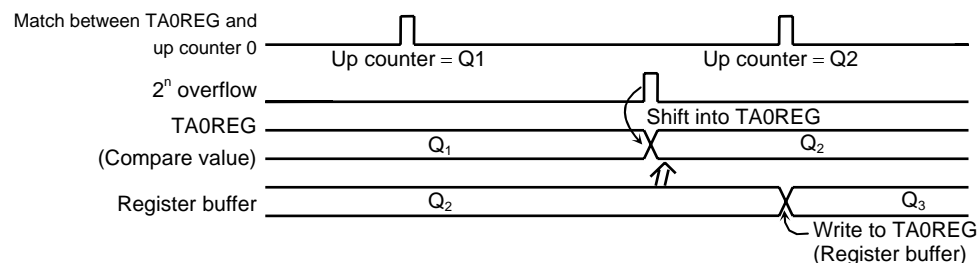 Match between TA0REG and
up counter 0
Up counter = Q1
Up counter = Q2
2n overflow
Shift into TA0REG
TA0REG
(Compare value)
Q1
Q2
Register buffer
Q2
Q3
Write to TA0REG
(Register buffer)